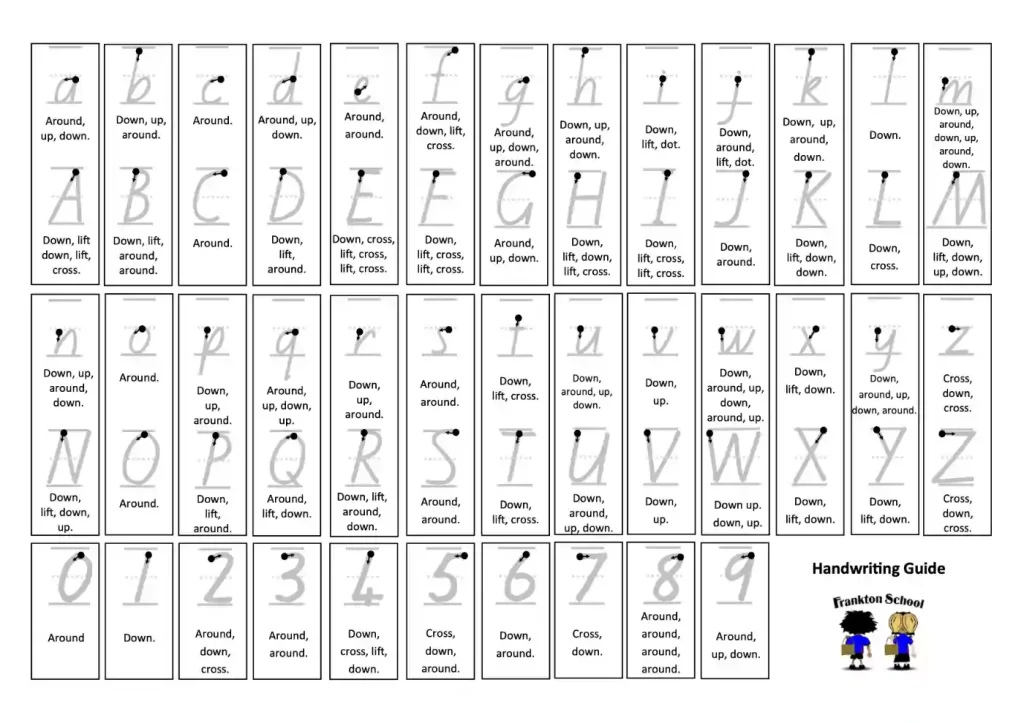 a
Around,
up, down.
A
Down, lift
down, lift,
cross.
b
Down, up,
around.
B
Down, lift,
around,
around.
c
Around.
C
Around.
d
Around, up,
down.
D
Down,
lift,
around.
e
Around,
around.
E
Down, cross,
lift, cross,
lift, cross.
f
Around,
down, lift,
cross.
F
Down,
lift, cross,
lift, cross.
g
Around,
up, down,
around.
G
Around,
up, down.
h
Down, up,
around,
down.
H
Down,
lift, down,
lift, cross.
i
Down,
lift, dot.
I
Down,
lift, cross,
lift, cross.
j
Down,
around,
lift, dot.
J
Down,
around.
k
Down, up,
around,
down.
K
Down,
lift, down,
down.
l
Down.
L
Down,
cross.
m
Down, up,
around,
down, up,
around,
down.
M
Down,
lift, down,
up, down.
n
Down, up,
around,
down.
N
Down,
lift, down,
up.
o
Around.
O
Around.
p
Down,
up,
around.
P
Down,
lift,
around.
q
Around,
up, down,
up.
Q
Around,
lift, down.
r
Down,
up,
around.
R
Down, lift,
around,
down.
s
Around,
around.
S
Around,
around.
t
Down,
lift, cross.
T
Down,
lift, cross.
u
Down,
around, up,
down.
U
Down,
around,
up, down.
v
Down,
up.
V
Down,
up.
w
Down,
around, up,
down,
around, up.
W
Down up.
down, up.
x
Down,
lift, down.
X
Down,
lift, down.
y
Down,
around, up,
down, around.
Y
Down,
lift, down.
z
Cross,
down,
cross.
Z
Cross,
down,
cross.
0
Around
1
Down.
2
Around,
down,
cross.
3
Around,
around.
4
Down,
cross, lift,
down.
5
Cross,
down,
around.
6
Down,
around.
7
Cross,
down.
8
Around,
around,
around,
around.
9
Around,
up, down.
Handwriting Guide
Frankton School